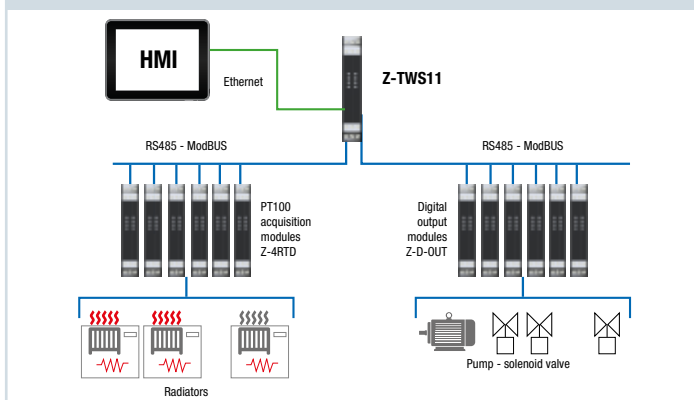 HMI
Ethernet
Z-TWS11
RS485 - ModBUS
RS485 - ModBUS
PT100
acquisition
modules
Z-4RTD
Digital
output
modules
Z-D-OUT
Pump - solenoid valve
Radiators